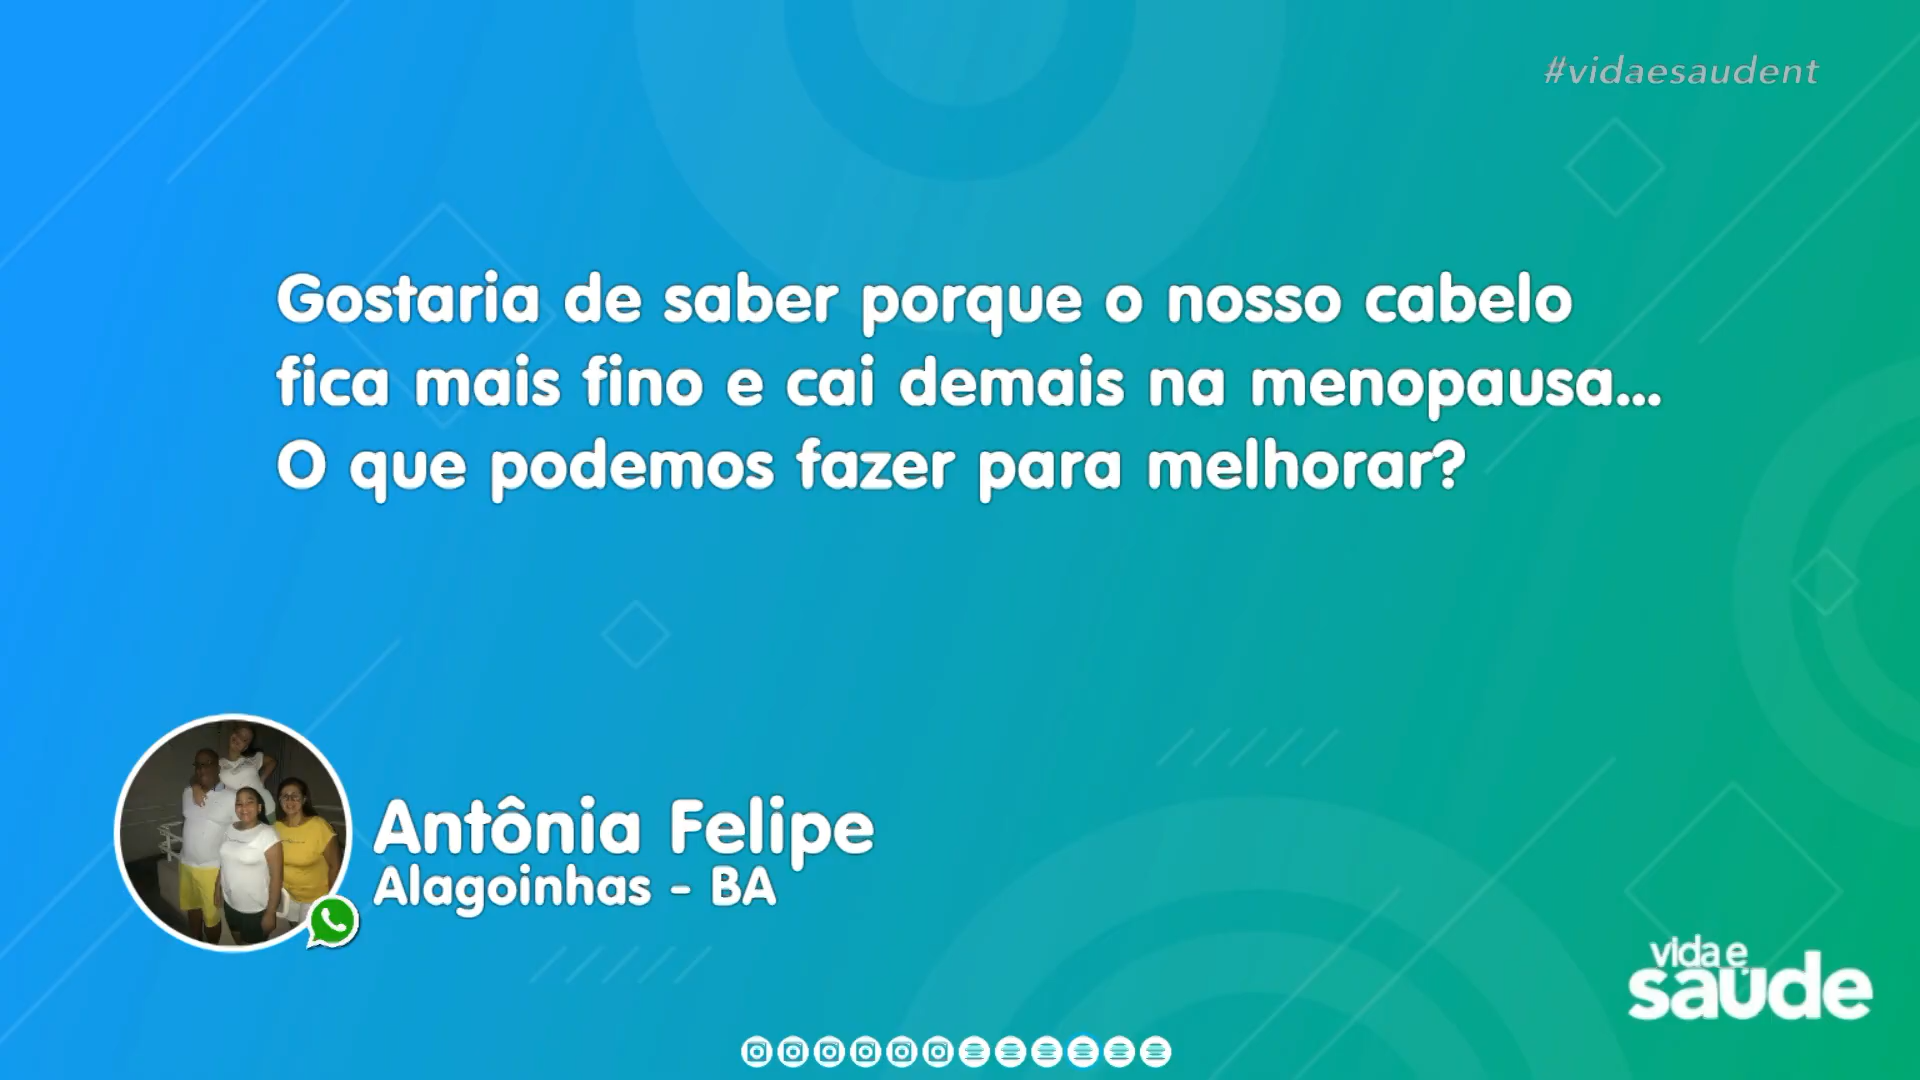 #vidaesaudent
Gostaria de saber porque o nosso cabelo
fica mais fino e cai demais na menopausa...
O que podemos fazer para melhorar?
Antônia Felipe
Alagoinhas - BA
vida e
saúde